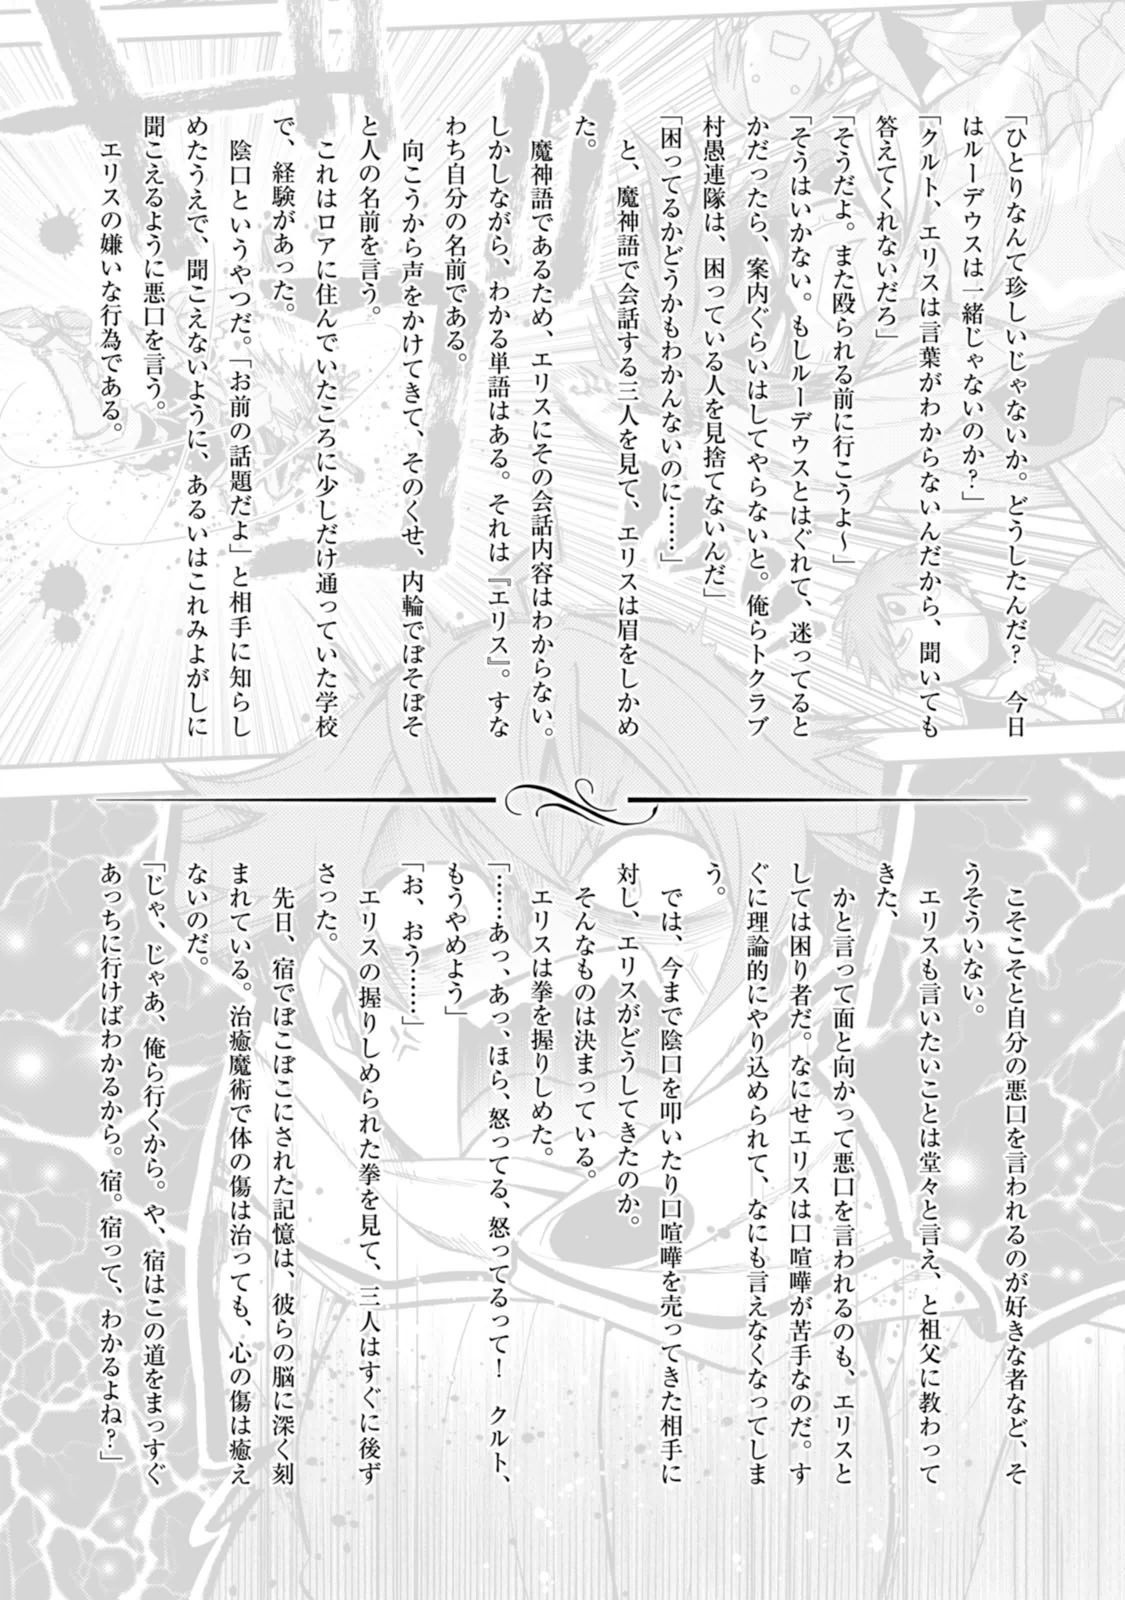 「ひとりなんて珍しいじゃないか。どうしたんだ？　今日
はルーデウスは一緒じゃないのか？」
「クルト、エリスは言葉がわからないんだから、聞いても
答えてくれないだろ」
「そうだよ。また殴られる前に行こうよ～」
「そうはいかない。もしルーデウスとはぐれて、迷ってると
かだったら、案内ぐらいはしてやらないと。俺らトクラブ
村愚連隊は、困っている人を見捨てないんだ」
「困ってるかどうかもわかんないのに……」
　と、魔神語で会話する三人を見て、エリスは眉をしかめ
た。
　魔神語であるため、エリスにその会話内容はわからない。
しかしながら、わかる単語はある。それは『エリス』。すな
わち自分の名前である。
　向こうから声をかけてきて、そのくせ、内輪でぼそぼそ
と人の名前を言う。
　これはロアに住んでいたころに少しだけ通っていた学校
で、経験があった。
　陰口というやつだ。「お前の話題だよ」と相手に知らし
めたうえで、聞こえないように、あるいはこれみよがしに
聞こえるように悪口を言う。
　エリスの嫌いな行為である。
　こそこそと自分の悪口を言われるのが好きな者など、そ
うそういない。
　エリスも言いたいことは堂々と言え、と祖父に教わって
きた、
　かと言って面と向かって悪口を言われるのも、エリスと
しては困り者だ。なにせエリスは口喧嘩が苦手なのだ。す
ぐに理論的にやり込められて、なにも言えなくなってしま
う。
　では、今まで陰口を叩いたり口喧嘩を売ってきた相手に
対し、エリスがどうしてきたのか。
　そんなものは決まっている。
　エリスは拳を握りしめた。
「……あっ、あっ、ほら、怒ってる、怒ってるって！　クルト、
もうやめよう」
「お、おう……」
　エリスの握りしめられた拳を見て、三人はすぐに後ず
さった。
　先日、宿でぼこぼこにされた記憶は、彼らの脳に深く刻
まれている。治癒魔術で体の傷は治っても、心の傷は癒え
ないのだ。
「じゃ、じゃあ、俺ら行くから。や、宿はこの道をまっすぐ
あっちに行けばわかるから。宿。宿って、わかるよね？」